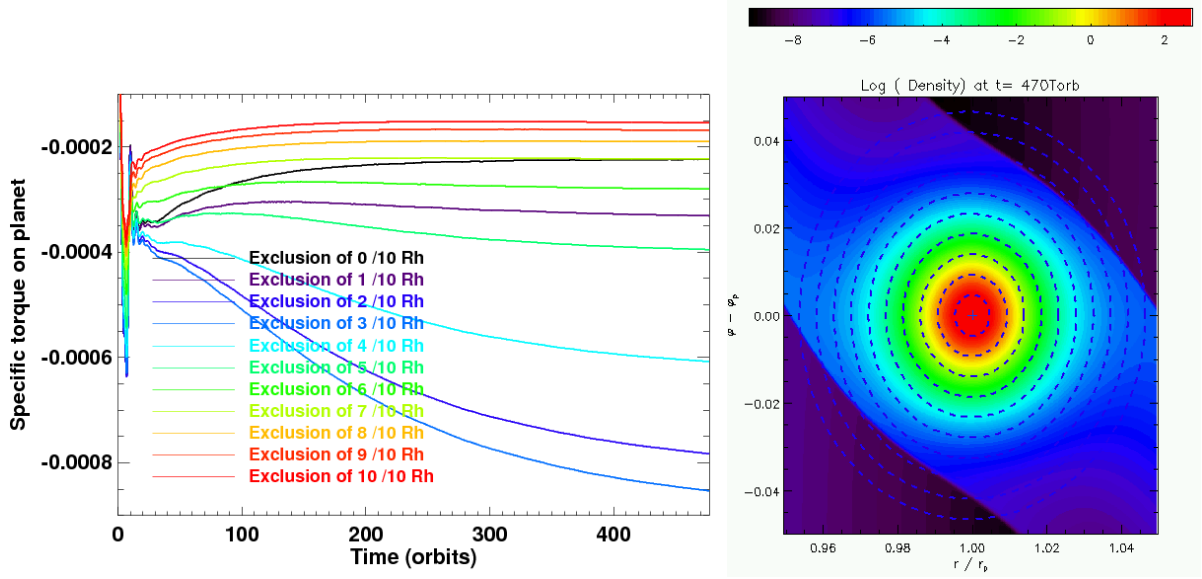 -0.0002
-0.0004
-0.0006
-0.0008
Specific torque on planet
Exclusion of 0 /10 Rh
Exclusion of 1 /10 Rh
Exclusion of 2 /10 Rh
Exclusion of 3 /10 Rh
Exclusion of 4 /10 Rh
Exclusion of 5 /10 Rh
Exclusion of 6 /10 Rh
Exclusion of 7 /10 Rh
Exclusion of 8 /10 Rh
Exclusion of 9 /10 Rh
Exclusion of 10 /10 Rh
0 100 200 300 400
Time (orbits)
-8 -6 -4 -2 0 2
Log ( Density) at t= 470Torb
0.04
0.02
0.00
-0.02
-0.04
φ - φp
0.96 0.98 1.00 1.02 1.04
r / rp